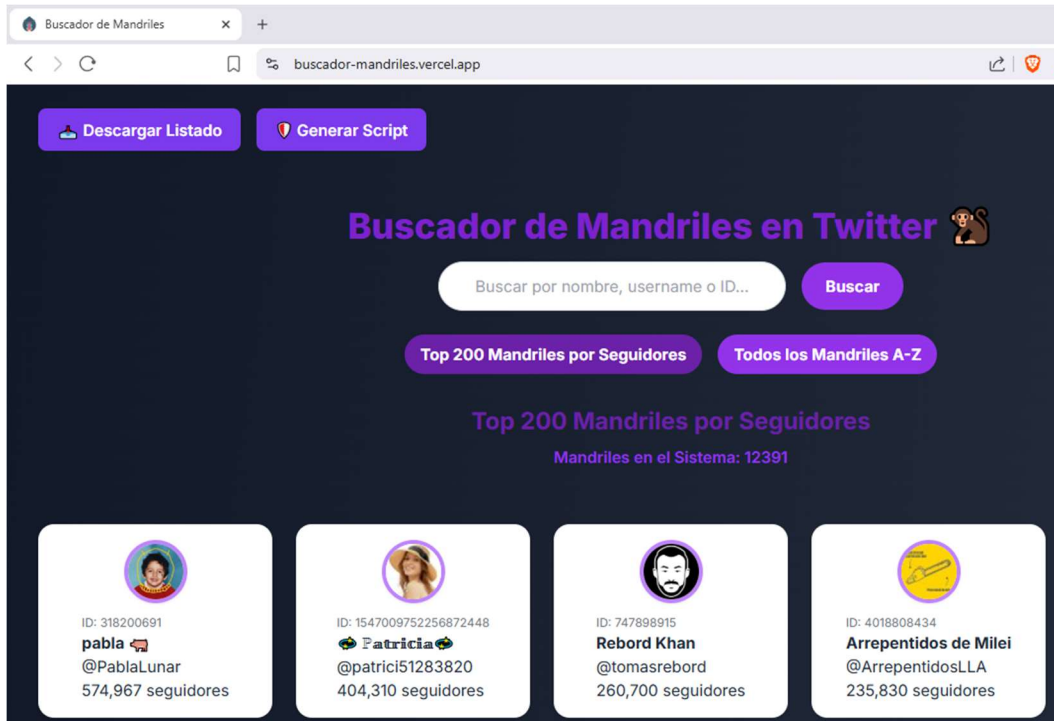 Buscador de Mandriles
buscador-mandriles.vercel.app
Descargar Listado
Generar Script
Buscador de Mandriles en Twitter
Buscar por nombre, username o ID...
Buscar
Top 200 Mandriles por Seguidores
Todos los Mandriles A-Z
Top 200 Mandriles por Seguidores
Mandriles en el Sistema: 12391
ID: 318200691
pabla
@PablaLunar
574,967 seguidores
ID: 1547009752256872448
ℙ𝕒𝕥𝕣𝕚𝕔𝕚𝕒
@patrici51283820
404,310 seguidores
ID: 747898915
Rebord Khan
@tomasrebord
260,700 seguidores
ID: 4018808434
Arrepentidos de Milei
@ArrepentidosLLA
235,830 seguidores